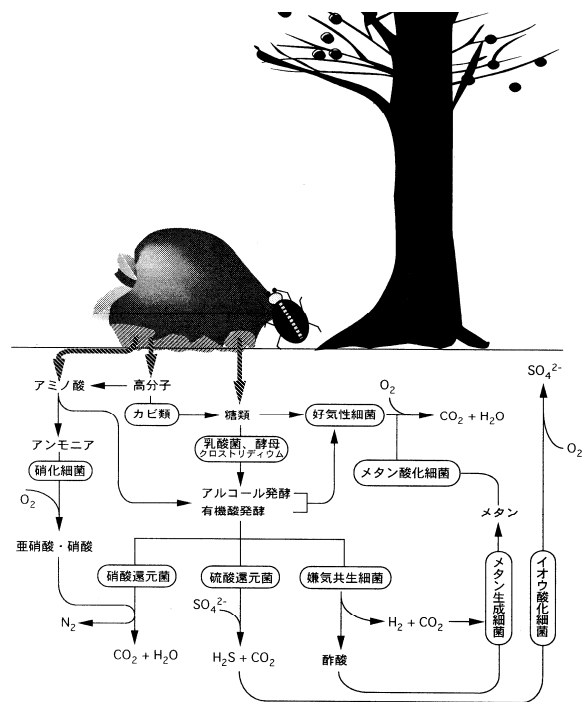 SO₄²⁻
アミノ酸
高分子
O₂
カビ類
糖類
好気性細菌
CO₂ + H₂O
アンモニア
乳酸菌、酵母
クロストリディウム
O₂
硝化細菌
メタン酸化細菌
アルコール発酵
有機酸発酵
O₂
メタン
亜硝酸・硝酸
硝酸還元菌
硫酸還元菌
嫌気共生細菌
メタン生成細菌
イオウ酸化細菌
SO₄²⁻
N₂
H₂ + CO₂
CO₂ + H₂O
H₂S + CO₂
酢酸